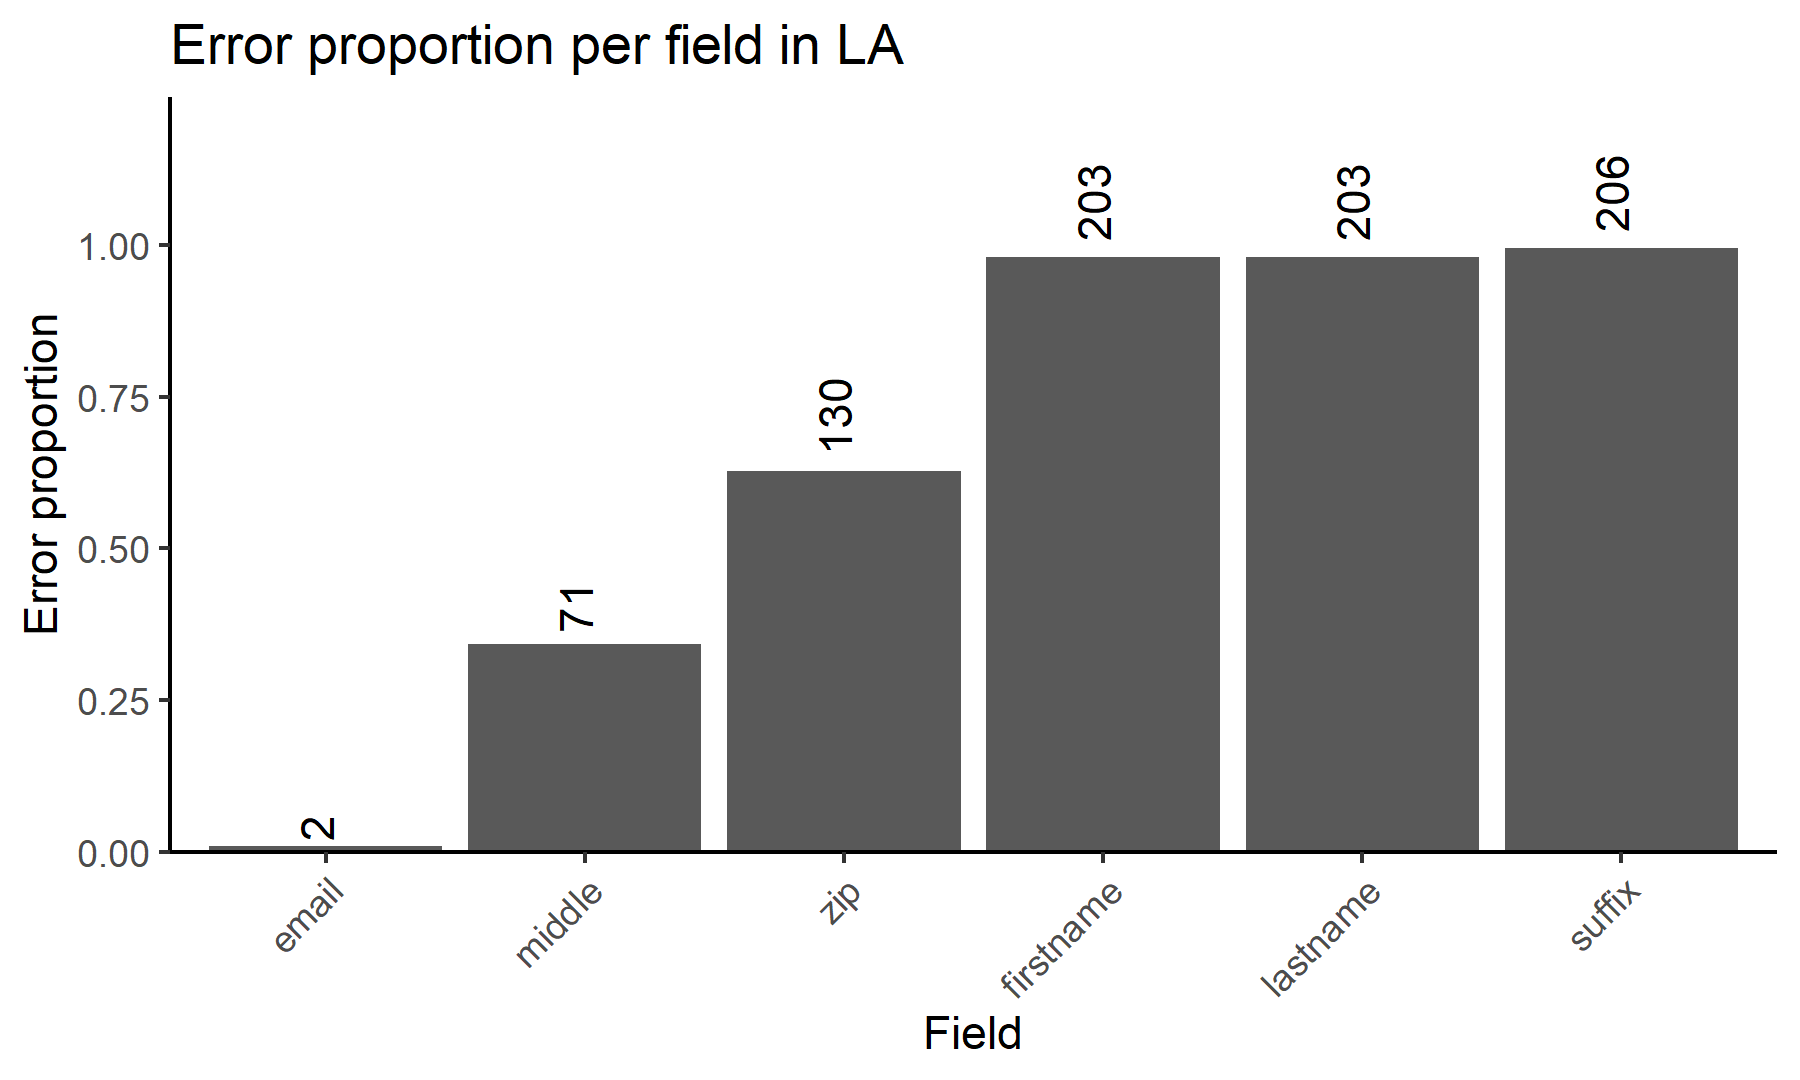 Error proportion per field in LA
Error proportion
1.00
0.75
0.50
0.25
0.00
2
71
130
203
203
206
email
middle
zip
firstname
lastname
suffix
Field